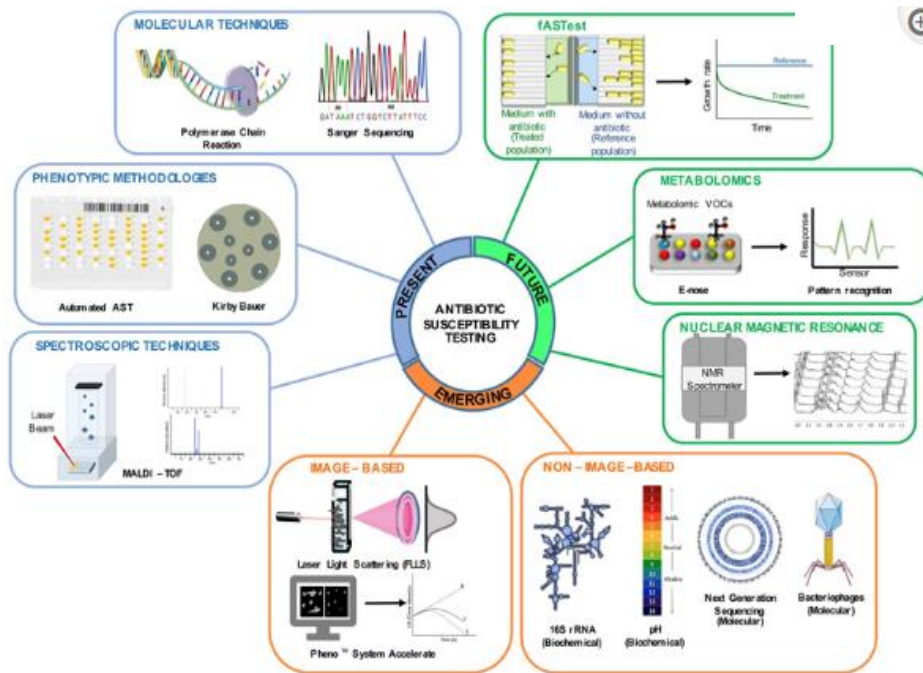 MOLECULAR TECHNIQUES
Polymerase Chain
Reaction
GATAAATCTGGTCTTATTTCC
Sanger Sequencing
fASTest
Medium with
antibiotic
(Treated
population)
Medium without
antibiotic
(Reference
population)
Growth rate
Reference
Treatment
Time
PHENOTYPIC METHODOLOGIES
Automated AST
Kirby Bauer
METABOLOMICS
Metabolomic VOCs
E-nose
Response
Sensor
Pattern recognition
PRESENT
FUTURE
EMERGING
ANTIBIOTIC
SUSCEPTIBILITY
TESTING
SPECTROSCOPIC TECHNIQUES
Laser
Beam
MALDI – TOF
NUCLEAR MAGNETIC RESONANCE
NMR
Spectrometer
IMAGE – BASED
Laser Light Scattering (FLLS)
Pheno™ System Accelerate
NON – IMAGE – BASED
16S rRNA
(Biochemical)
pH
(Biochemical)
Next Generation
Sequencing
(Molecular)
Bacteriophages
(Molecular)